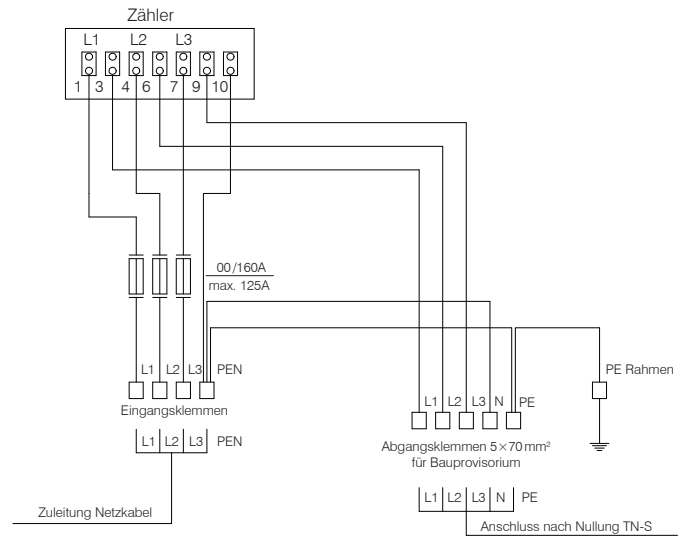 Zähler
L1 L2 L3
1 3 4 6 7 9 10
00/160A
max. 125A
L1 L2 L3 PEN
PE Rahmen
Eingangsklemmen
L1 L2 L3 N PE
L1 L2 L3 PEN
Abgangsklemmen 5×70mm²
für Bauprovisorium
L1 L2 L3 N PE
Zuleitung Netzkabel
Anschluss nach Nullung TN-S